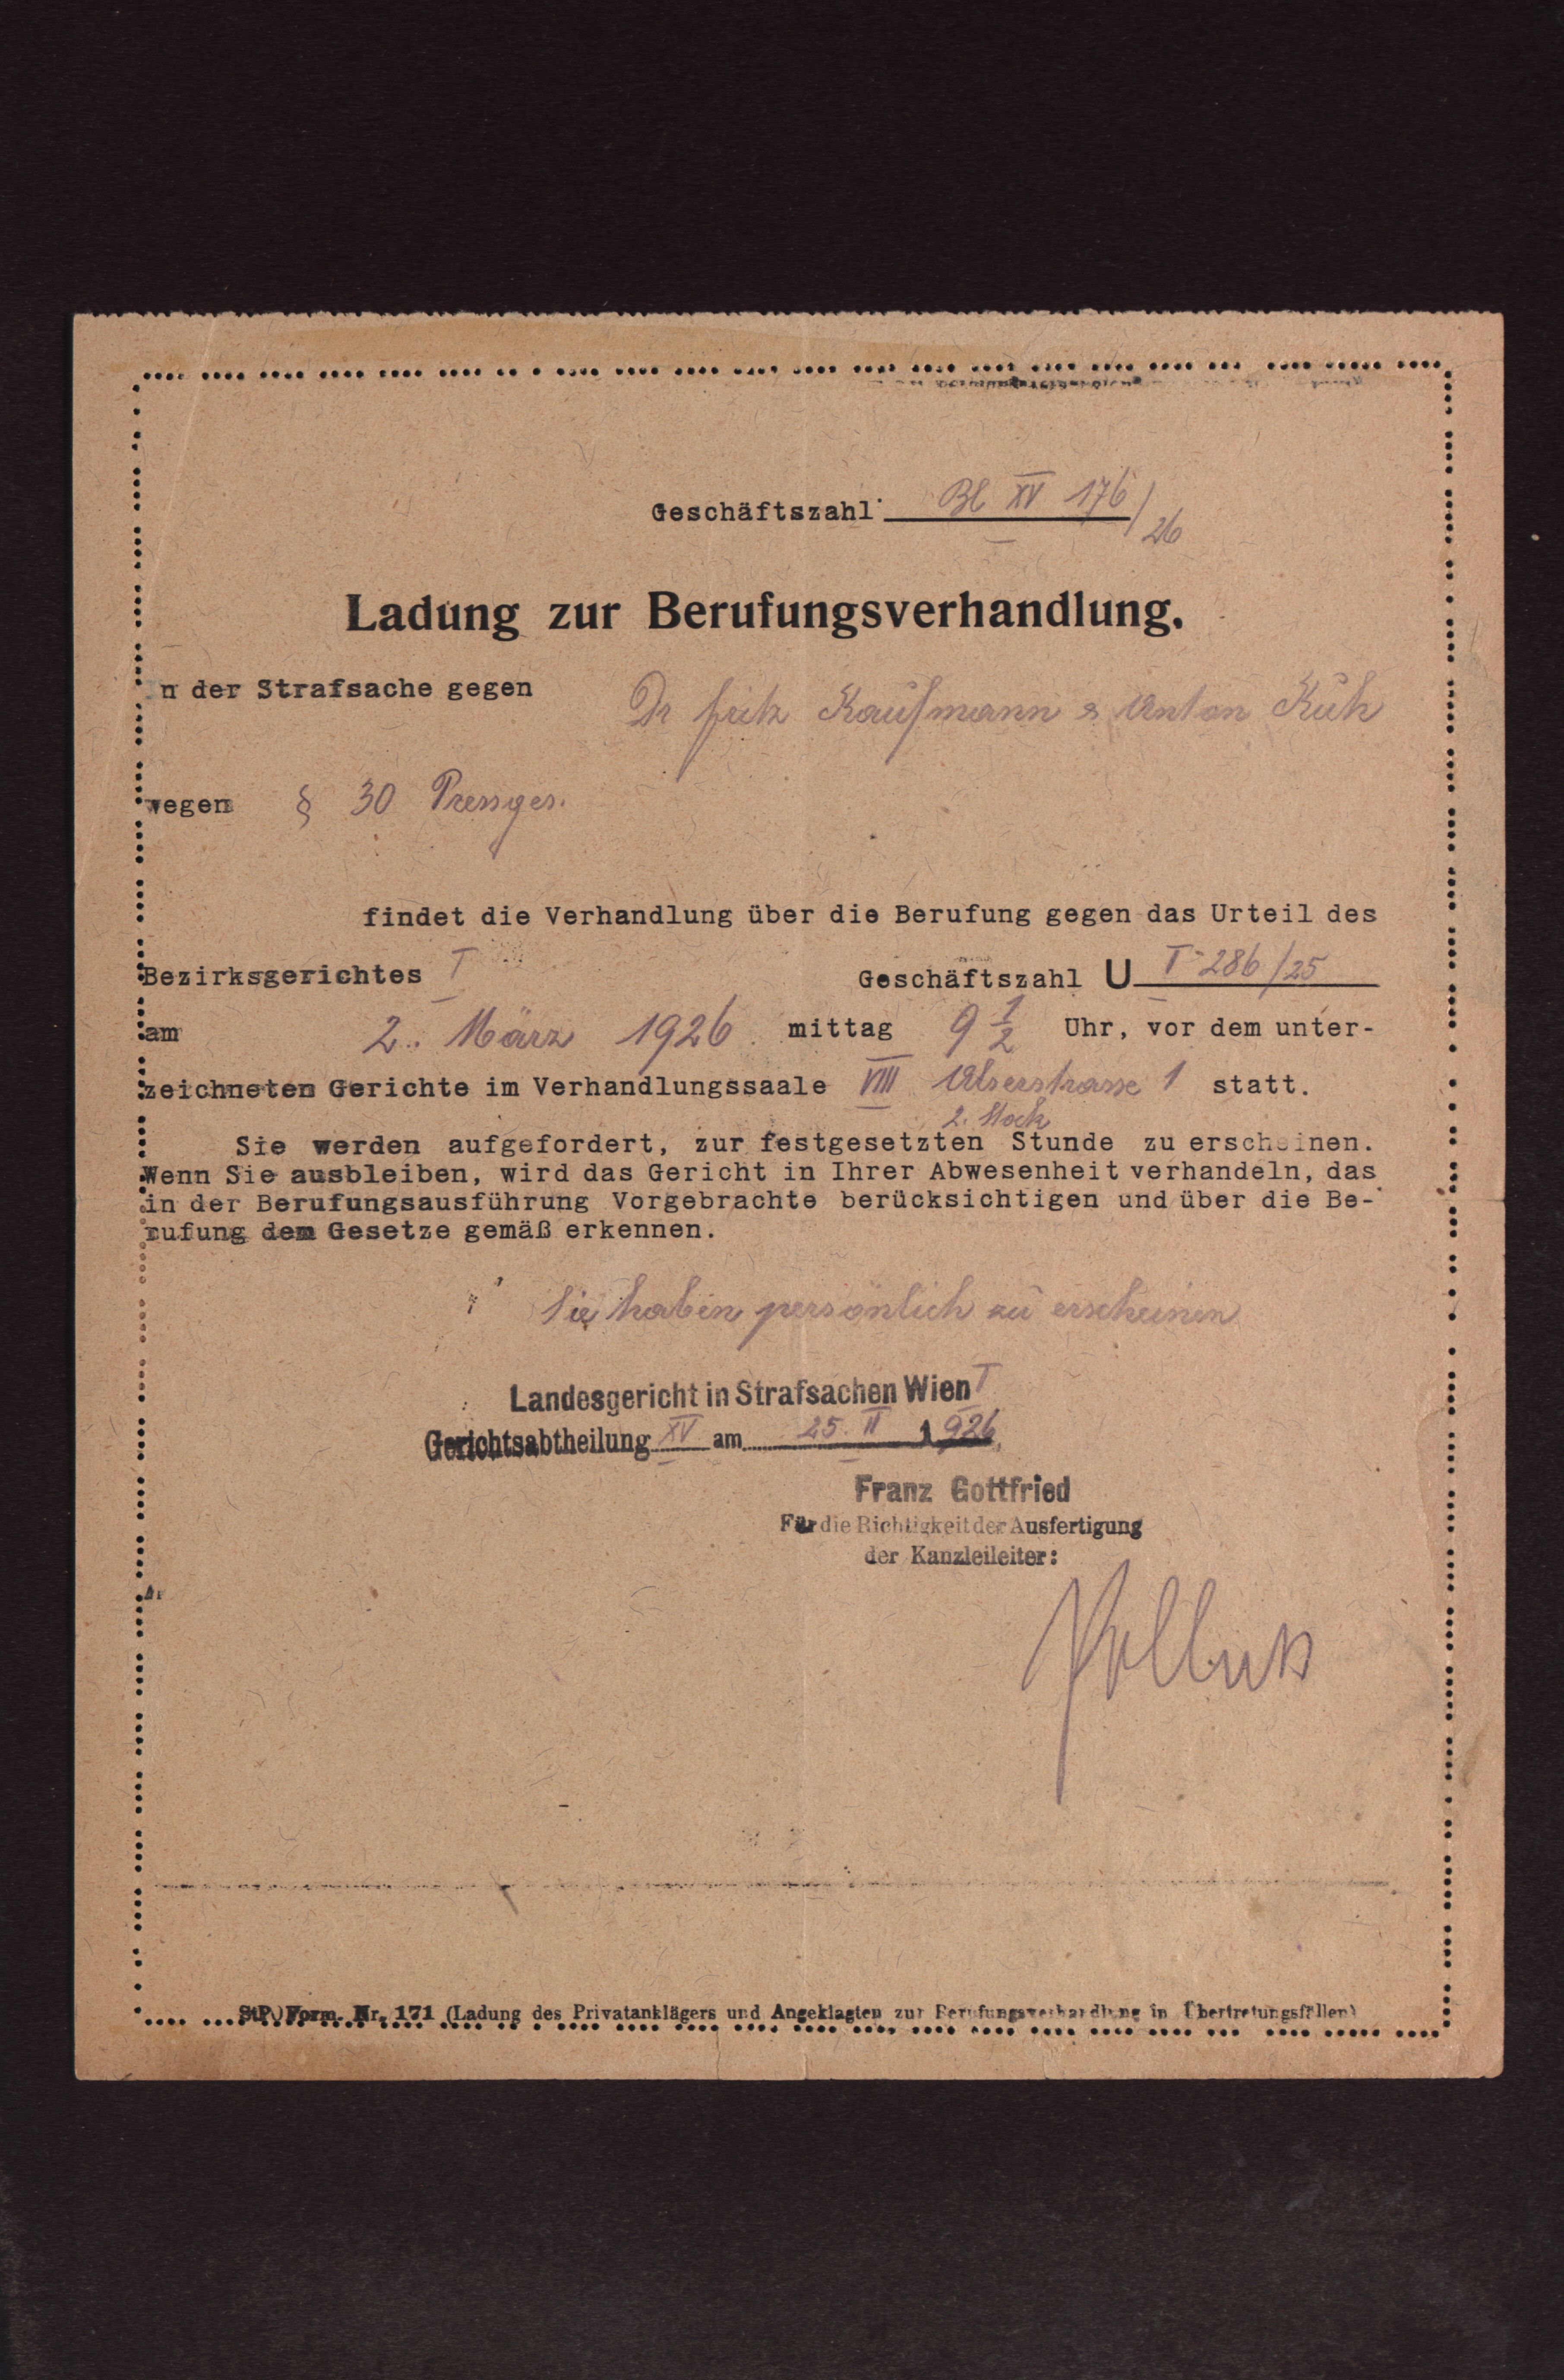 Geschäftszahl Bl XV 176/26
Ladung zur Berufungsverhandlung.
In der Strafsache gegen Dr Fritz Kaufmann & Anton Kuh
wegen § 30 Pressges.
findet die Verhandlung über die Berufung gegen das Urteil des
Bezirksgerichtes I Geschäftszahl U I 286/25
am 2. März 1926 mittag 9 1/2 Uhr, vor dem unter-
zeichneten Gerichte im Verhandlungssaale VIII Alserstrasse 1 statt.
2. Stock
Sie werden aufgefordert, zur festgesetzten Stunde zu erscheinen.
Wenn Sie ausbleiben, wird das Gericht in Ihrer Abwesenheit verhandeln, das
in der Berufungsausführung Vorgebrachte berücksichtigen und über die Be-
rufung dem Gesetze gemäß erkennen.
Sie haben persönlich zu erscheinen
Landesgericht in Strafsachen Wien I
Gerichtsabtheilung XV am 25. II 1926
Franz Gottfried
Für die Richtigkeit der Ausfertigung
der Kanzleileiter:
StP. Form. Nr. 171 (Ladung des Privatanklägers und Angeklagten zur Berufungsverhandlung in Übertretungsfällen)